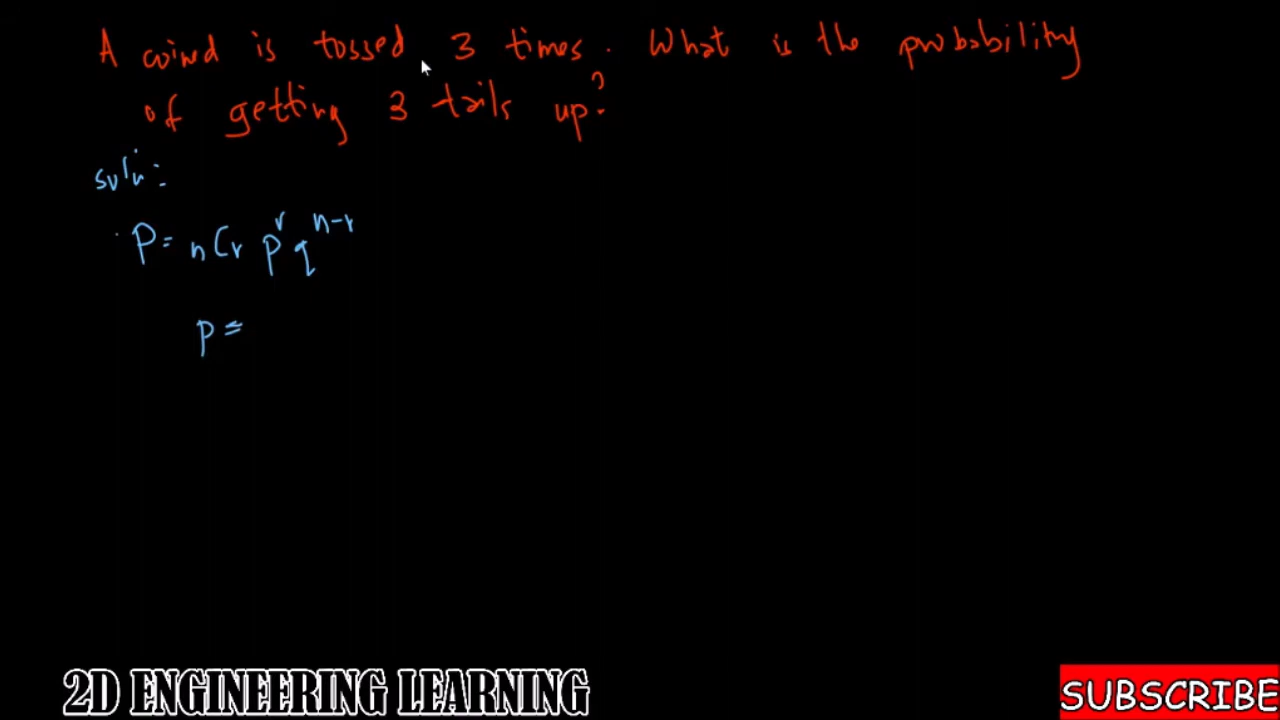 A coind is tossed 3 times. What is the probability
of getting 3 tails up?
sol'n:
P = nCr p^r q^{n-r}
p =
2D ENGINEERING LEARNING
SUBSCRIBE